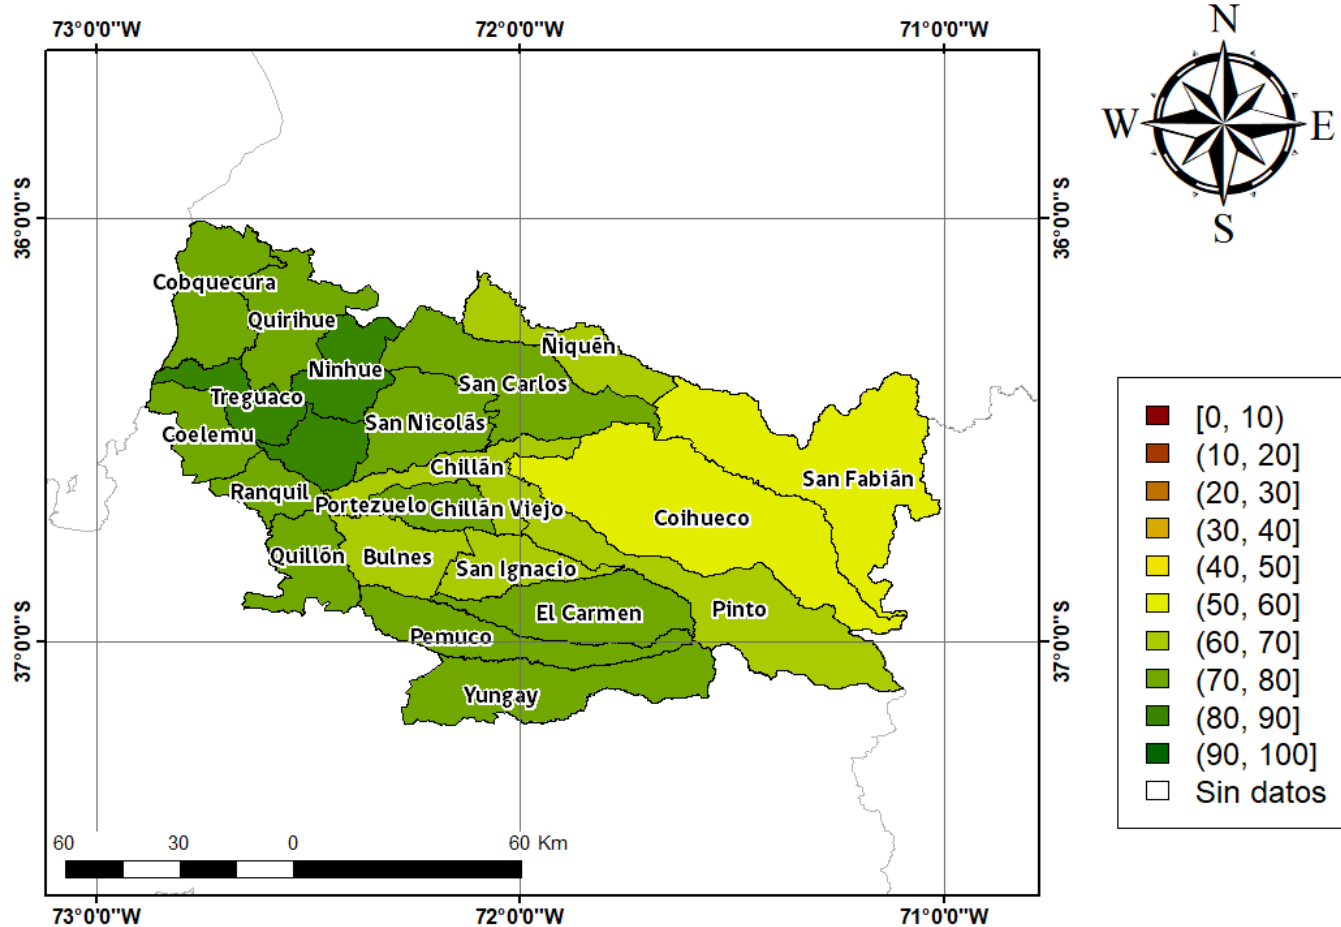 73°0'0"W
72°0'0"W
71°0'0"W
N
W
E
S
36°0'0"S
36°0'0"S
Cobquecura
Quirihue
Ñiquén
Ninhue
San Carlos
Treguaco
San Nicolás
Coelemu
Chillán
San Fabián
Ranquil
Portezuelo
Chillán Viejo
Coihueco
Quillón
Bulnes
San Ignacio
El Carmen
Pinto
Pemuco
Yungay
37°0'0"S
37°0'0"S
[0, 10)
(10, 20]
(20, 30]
(30, 40]
(40, 50]
(50, 60]
(60, 70]
(70, 80]
(80, 90]
(90, 100]
Sin datos
60 30 0 60 Km
73°0'0"W
72°0'0"W
71°0'0"W